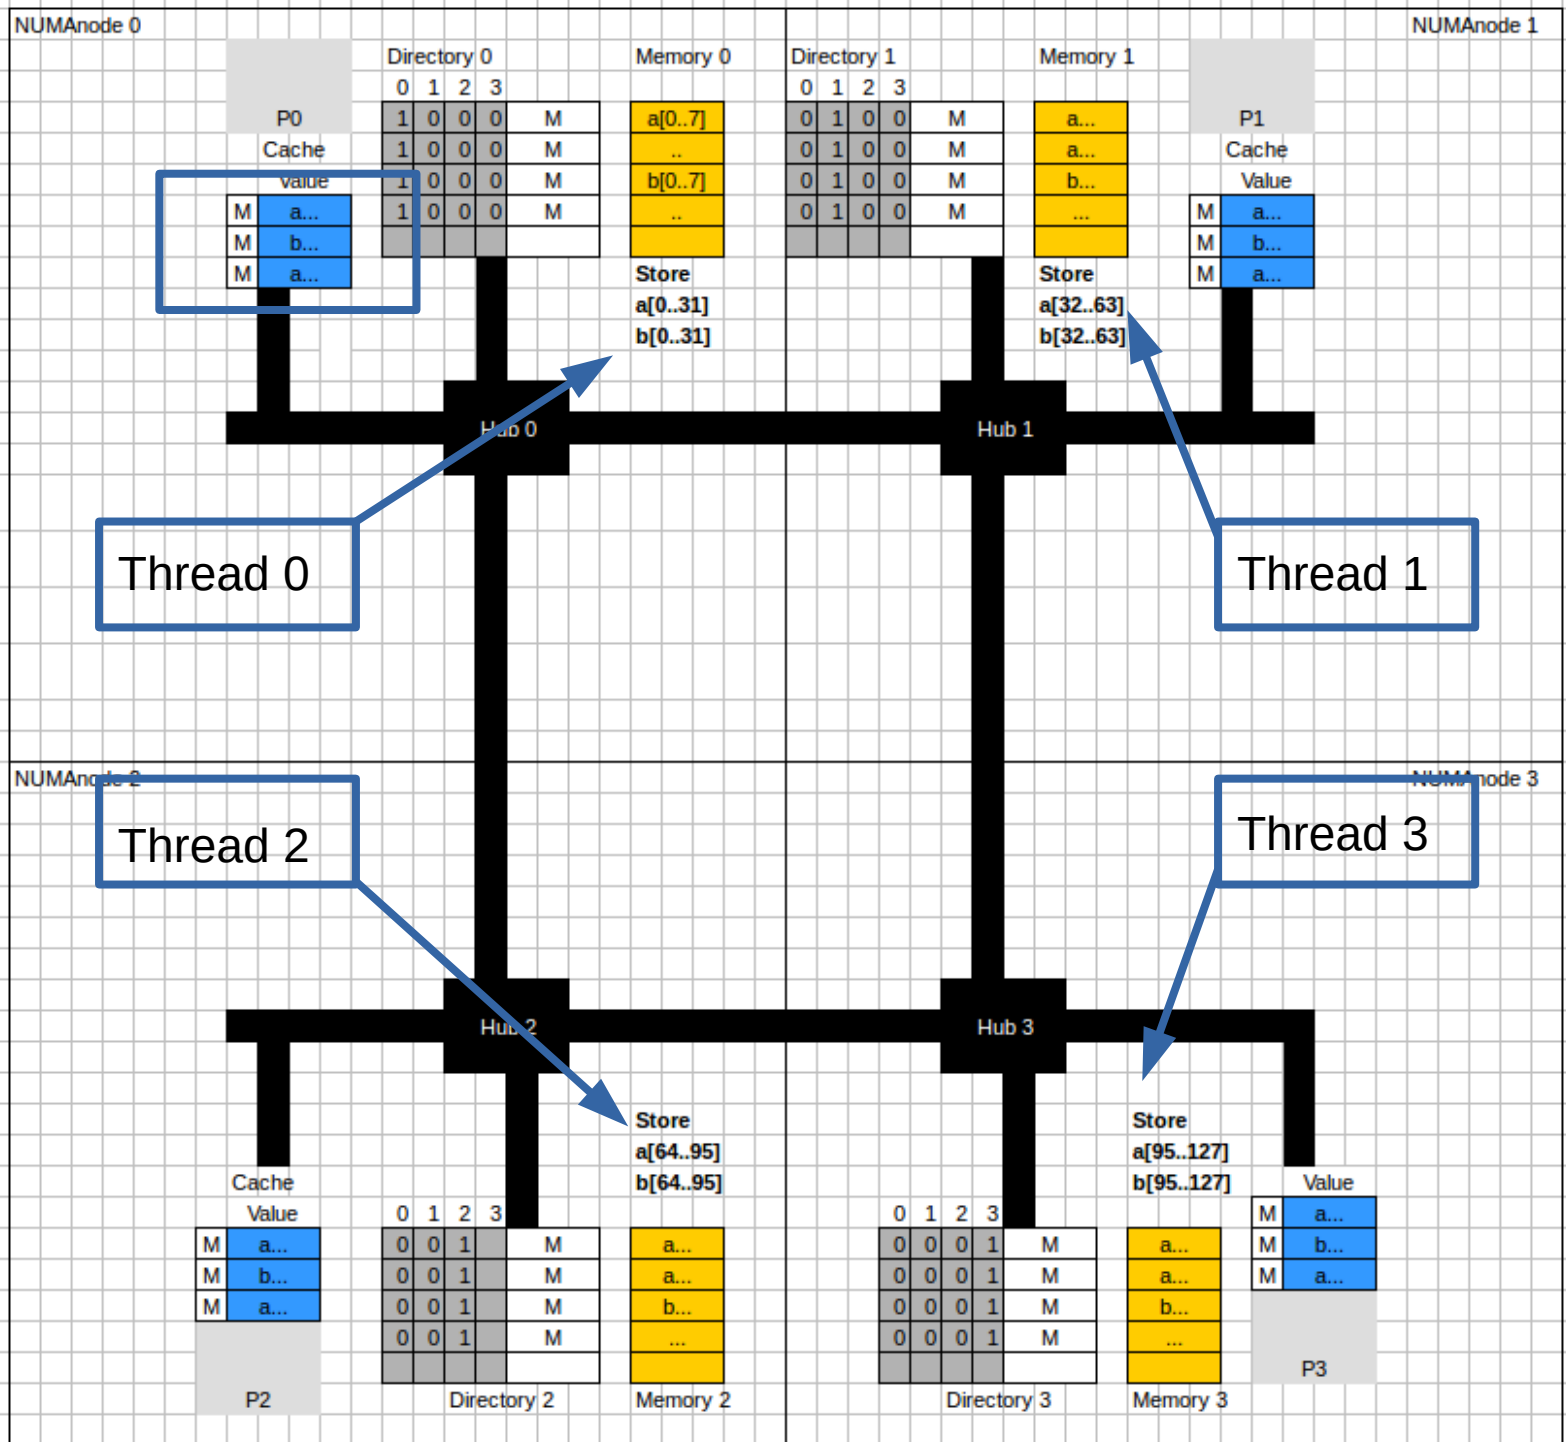 NUMAnode 0
Directory 0
Memory 0
0 1 2 3
P0
1 0 0 0 M
a[0..7]
Cache
1 0 0 0 M
..
Value
1 0 0 0 M
b[0..7]
M a...
1 0 0 0 M
..
M b...
M a...
Store
a[0..31]
b[0..31]
Hub 0
Thread 0
NUMAnode 1
Directory 1
Memory 1
0 1 2 3
P1
0 1 0 0 M
a...
Cache
0 1 0 0 M
a...
Value
0 1 0 0 M
b...
M a...
0 1 0 0 M
...
M b...
M a...
Store
a[32..63]
b[32..63]
Hub 1
Thread 1
NUMAnode 2
Thread 2
Hub 2
Store
a[64..95]
b[64..95]
Cache
Value
0 1 2 3
M a...
0 0 1 M
a...
M b...
0 0 1 M
a...
M a...
0 0 1 M
b...
0 0 1 M
...
P2
Directory 2
Memory 2
NUMAnode 3
Thread 3
Hub 3
Store
a[95..127]
b[95..127]
Value
0 1 2 3
M a...
0 0 0 1 M
a...
M b...
0 0 0 1 M
a...
M a...
0 0 0 1 M
b...
0 0 0 1 M
...
P3
Directory 3
Memory 3